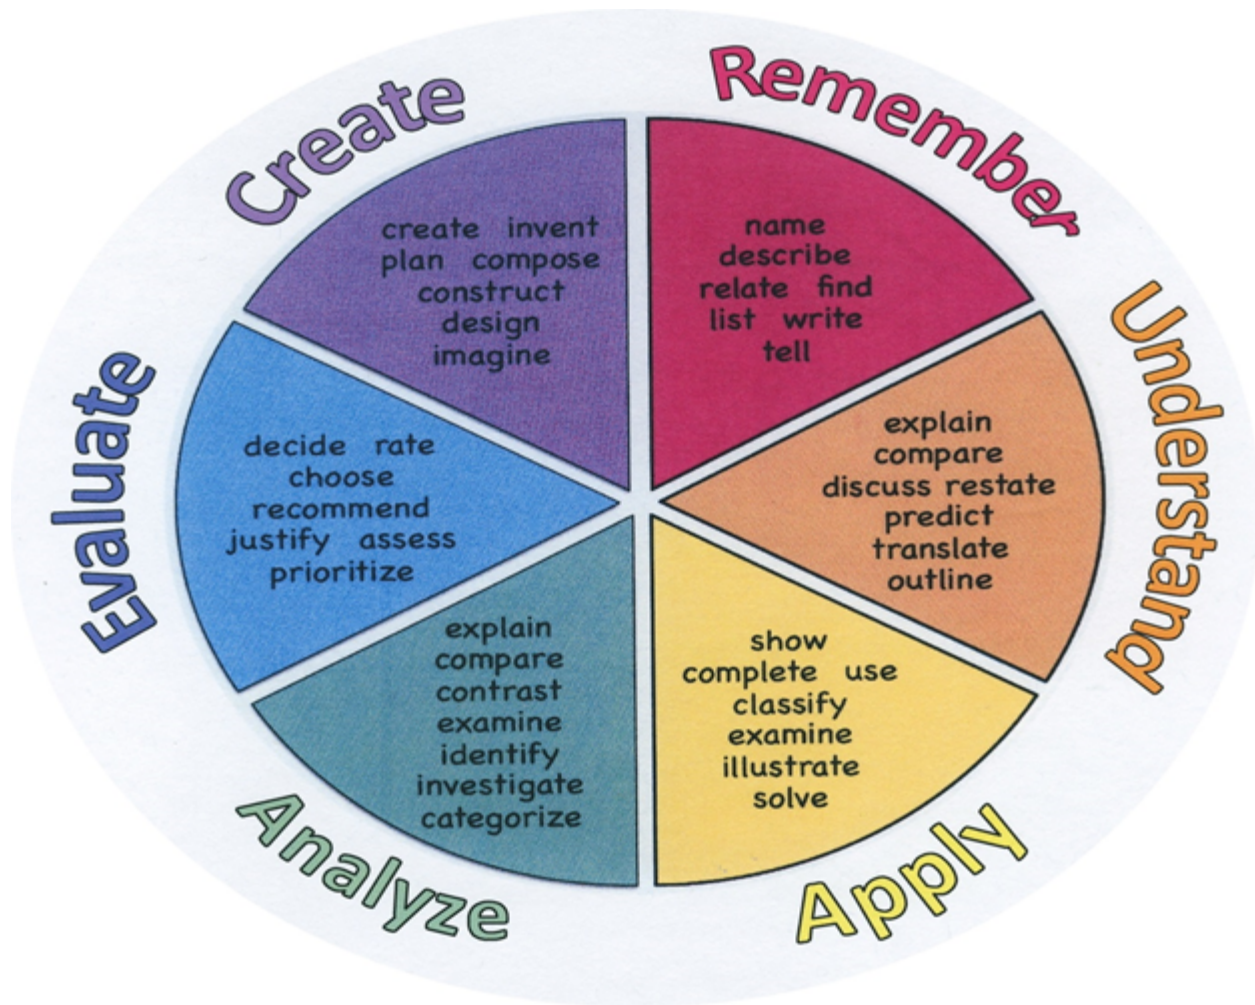 Remember
name
describe
relate find
list write
tell
Understand
explain
compare
discuss restate
predict
translate
outline
Apply
show
complete use
classify
examine
illustrate
solve
Analyze
explain
compare
contrast
examine
identify
investigate
categorize
Evaluate
decide rate
choose
recommend
justify assess
prioritize
Create
create invent
plan compose
construct
design
imagine